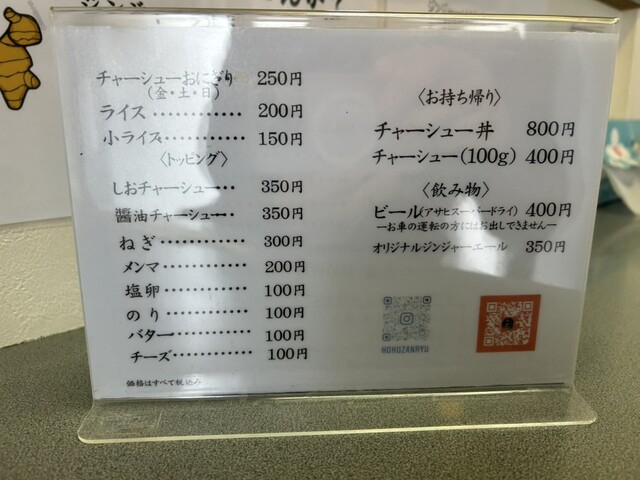 チャーシューおにぎり 250円
(金・土・日)
ライス············ 200円
小ライス·········· 150円
〈トッピング〉
しおチャーシュー·· 350円
醤油チャーシュー·· 350円
ねぎ············ 300円
メンマ·········· 200円
塩卵············ 100円
のり············ 100円
バター·········· 100円
チーズ············ 100円
価格はすべて税込み
〈お持ち帰り〉
チャーシュー丼 800円
チャーシュー(100g) 400円
〈飲み物〉
ビール(アサヒスーパードライ) 400円
―お車の運転の方にはお出しできません―
オリジナルジンジャーエール 350円
HOHOZANRYU